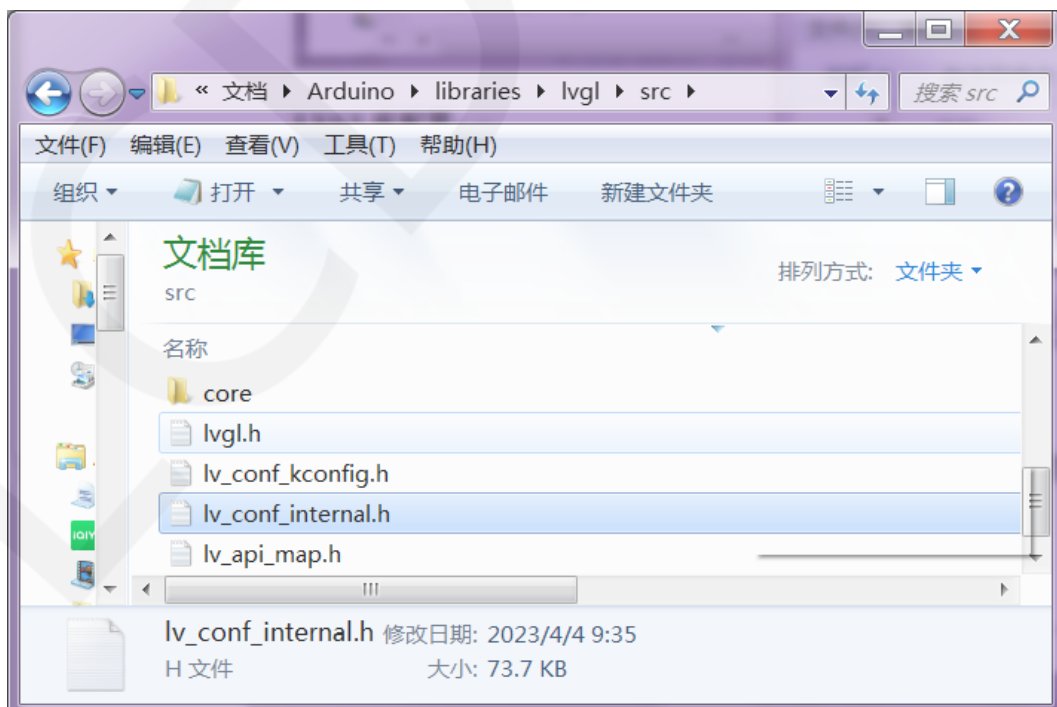 « 文档 ▸ Arduino ▸ libraries ▸ lvgl ▸ src ▸ 搜索 src
文件(F) 编辑(E) 查看(V) 工具(T) 帮助(H)
组织 打开 共享 电子邮件 新建文件夹
文档库
src
排列方式: 文件夹
名称
core
lvgl.h
lv_conf_kconfig.h
lv_conf_internal.h
lv_api_map.h
lv_conf_internal.h 修改日期: 2023/4/4 9:35
H 文件 大小: 73.7 KB